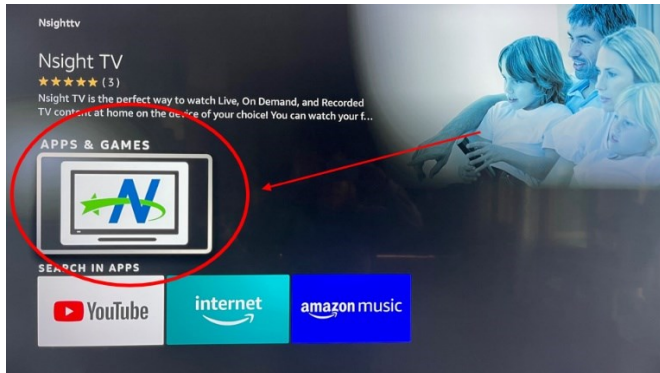 Nsighttv
Nsight TV
(3)
Nsight TV is the perfect way to watch Live, On Demand, and Recorded
TV content at home on the device of your choice! You can watch your f...
APPS & GAMES
N
SEARCH IN APPS
YouTube
internet
amazon music